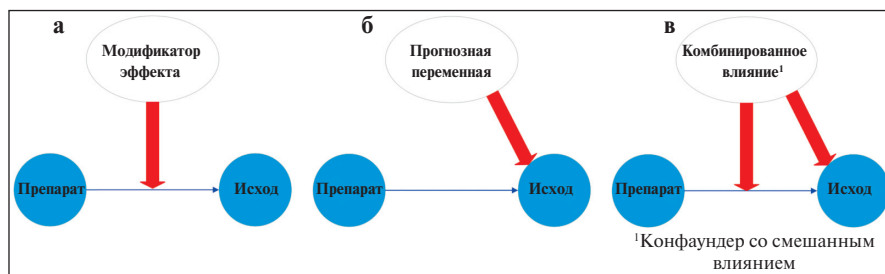 а
Модификатор
эффекта
Препарат
Исход
б
Прогнозная
переменная
Препарат
Исход
в
Комбинированное
влияние¹
Препарат
Исход
¹Конфаундер со смешанным
влиянием